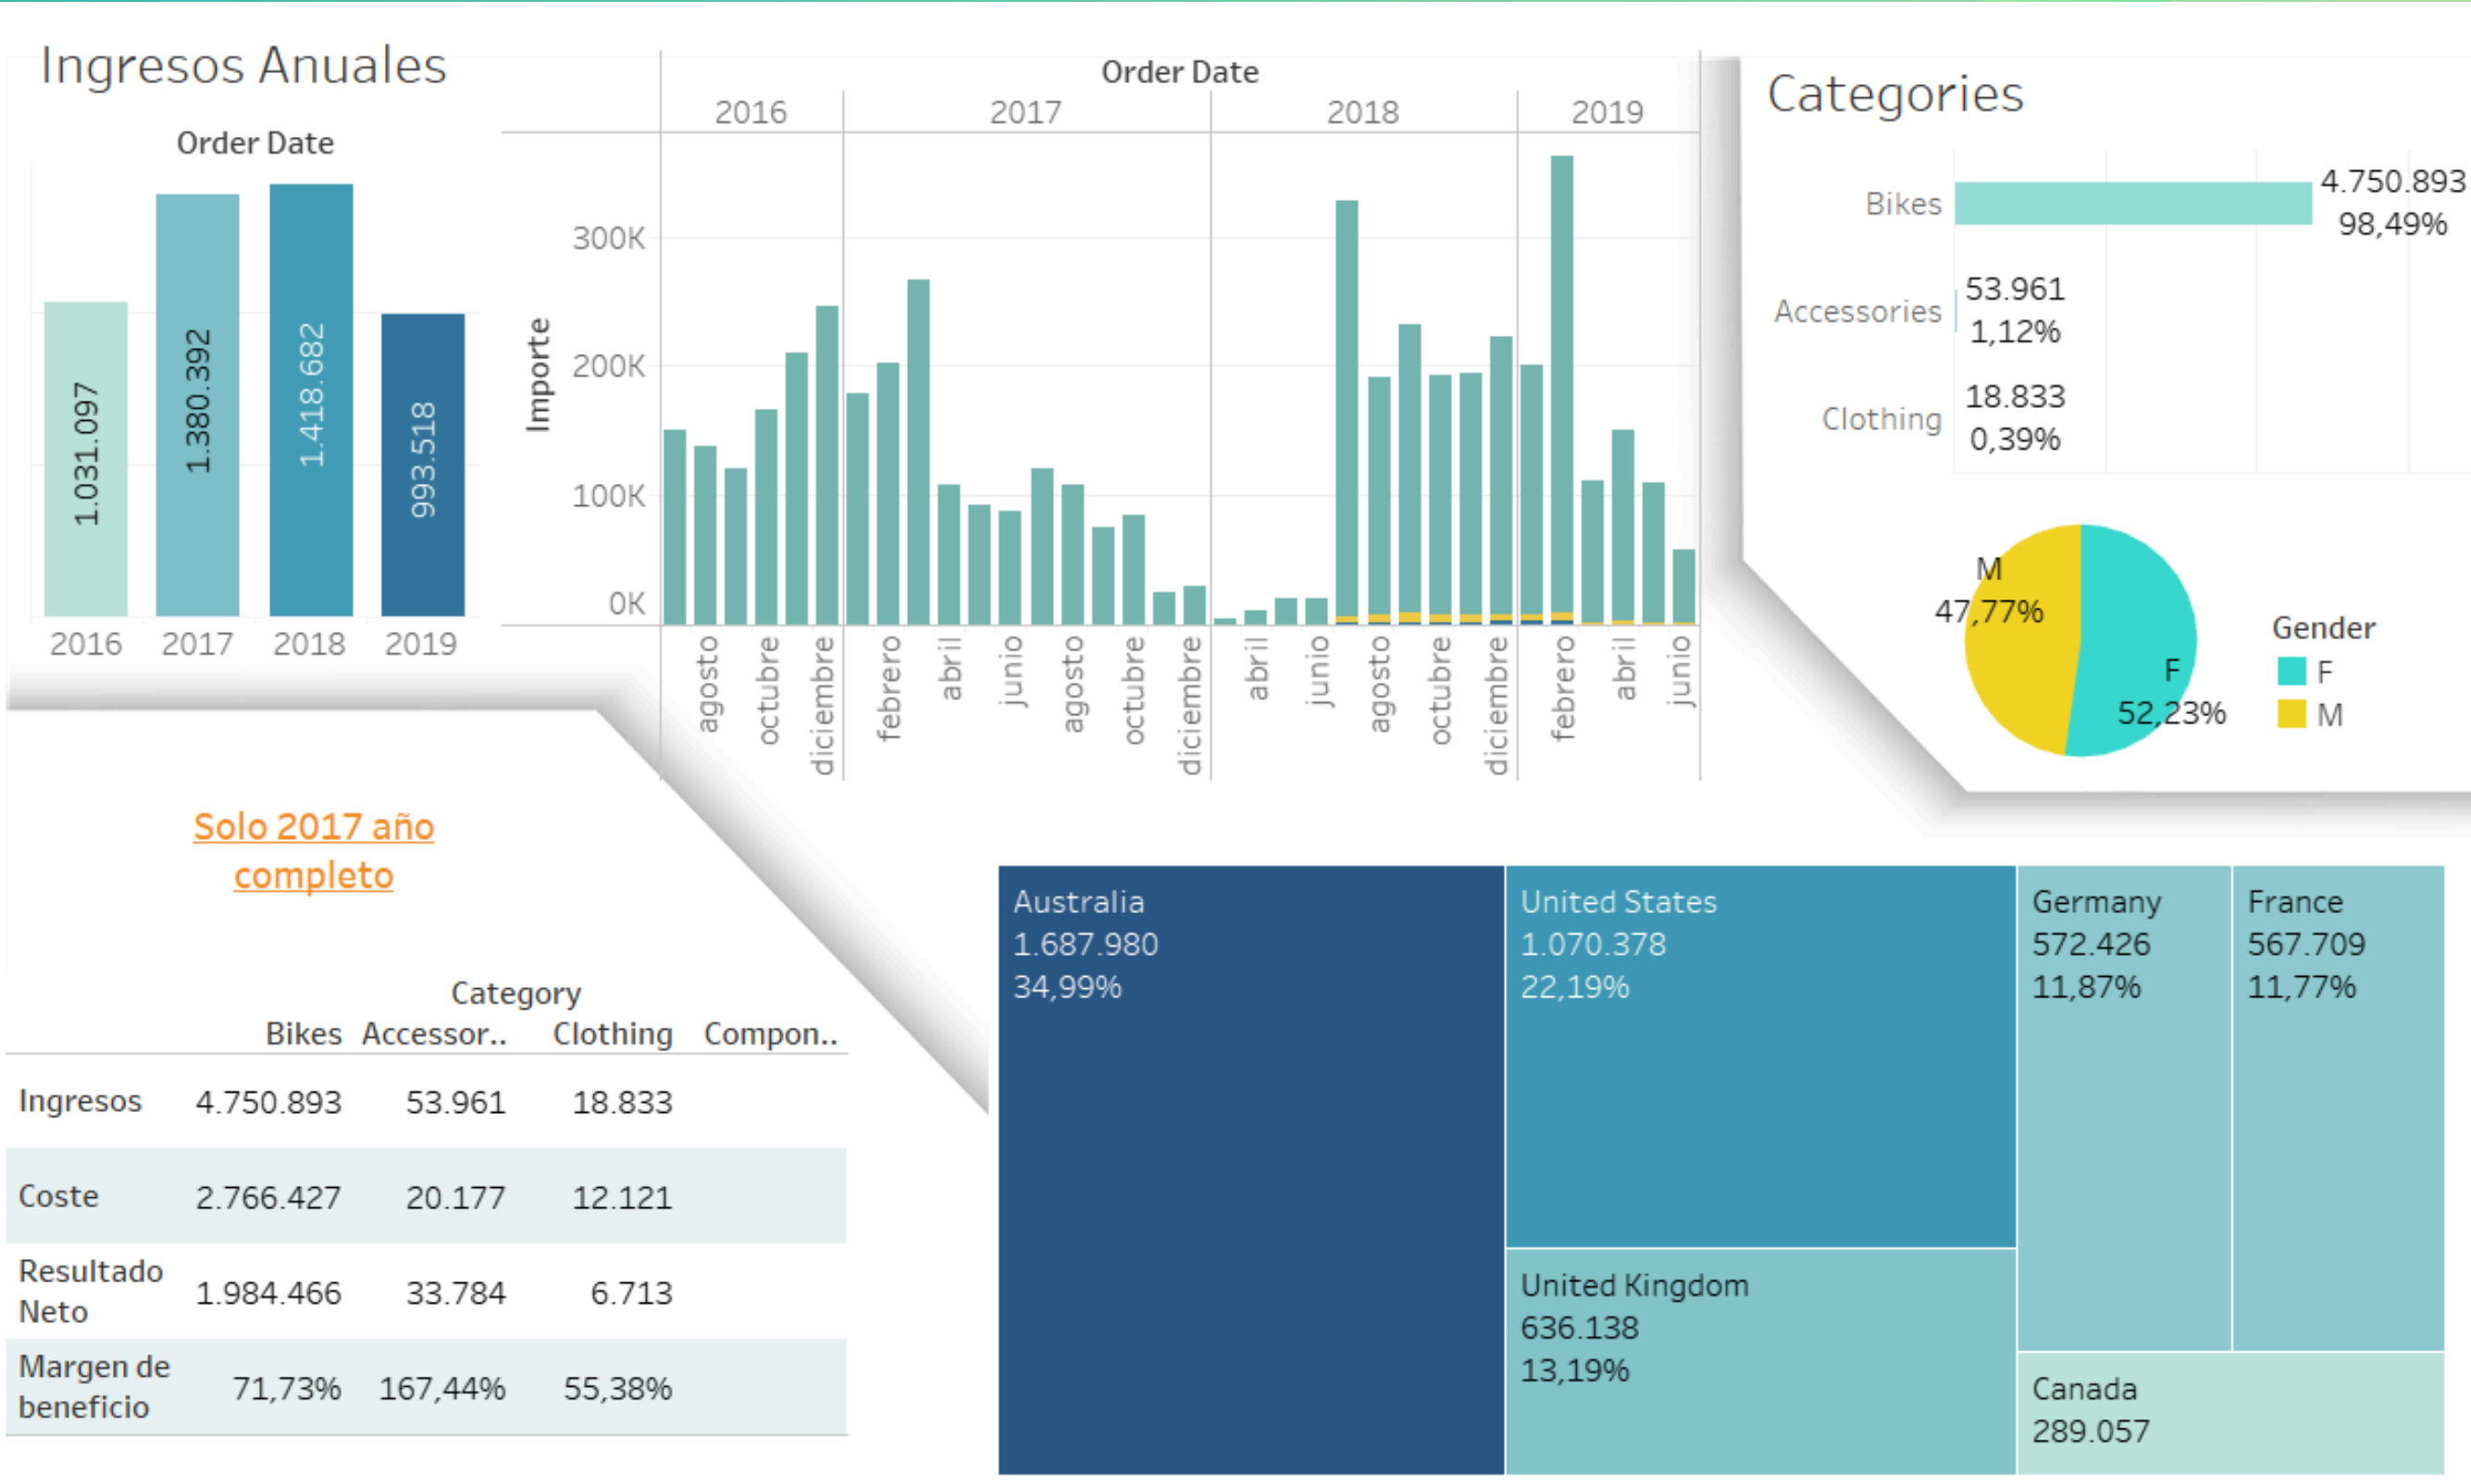 Ingresos Anuales
Order Date
1.031.097
1.380.392
1.418.682
993.518
2016 2017 2018 2019
Order Date
2016 2017 2018 2019
Importe
300K
200K
100K
0K
agosto octubre diciembre febrero abril junio agosto octubre diciembre abril junio agosto octubre diciembre febrero abril junio
Categories
Bikes
4.750.893
98,49%
Accessories
53.961
1,12%
Clothing
18.833
0,39%
M
47,77%
F
52,23%
Gender
F
M
Solo 2017 año
completo
Category
Bikes Accessor.. Clothing Compon..
Ingresos 4.750.893 53.961 18.833
Coste 2.766.427 20.177 12.121
Resultado
Neto 1.984.466 33.784 6.713
Margen de
beneficio 71,73% 167,44% 55,38%
Australia
1.687.980
34,99%
United States
1.070.378
22,19%
United Kingdom
636.138
13,19%
Germany
572.426
11,87%
France
567.709
11,77%
Canada
289.057